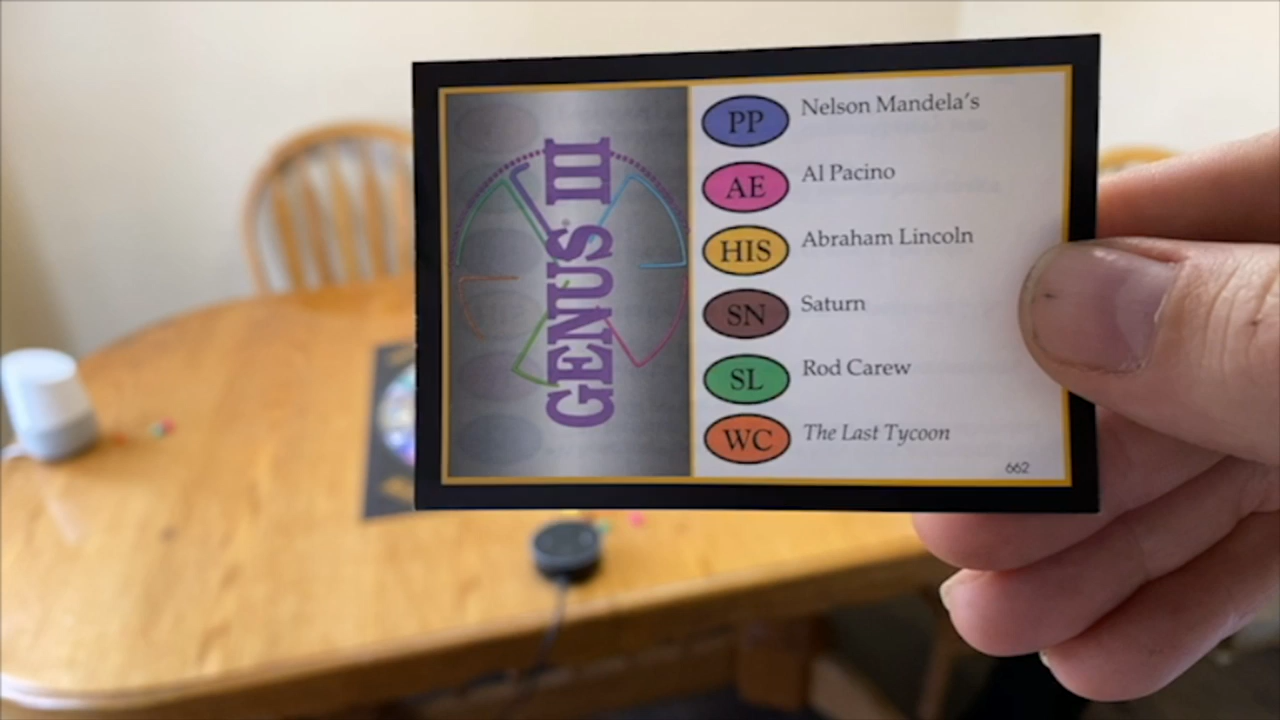 GENUS III
PP Nelson Mandela's
AE Al Pacino
HIS Abraham Lincoln
SN Saturn
SL Rod Carew
WC The Last Tycoon
662